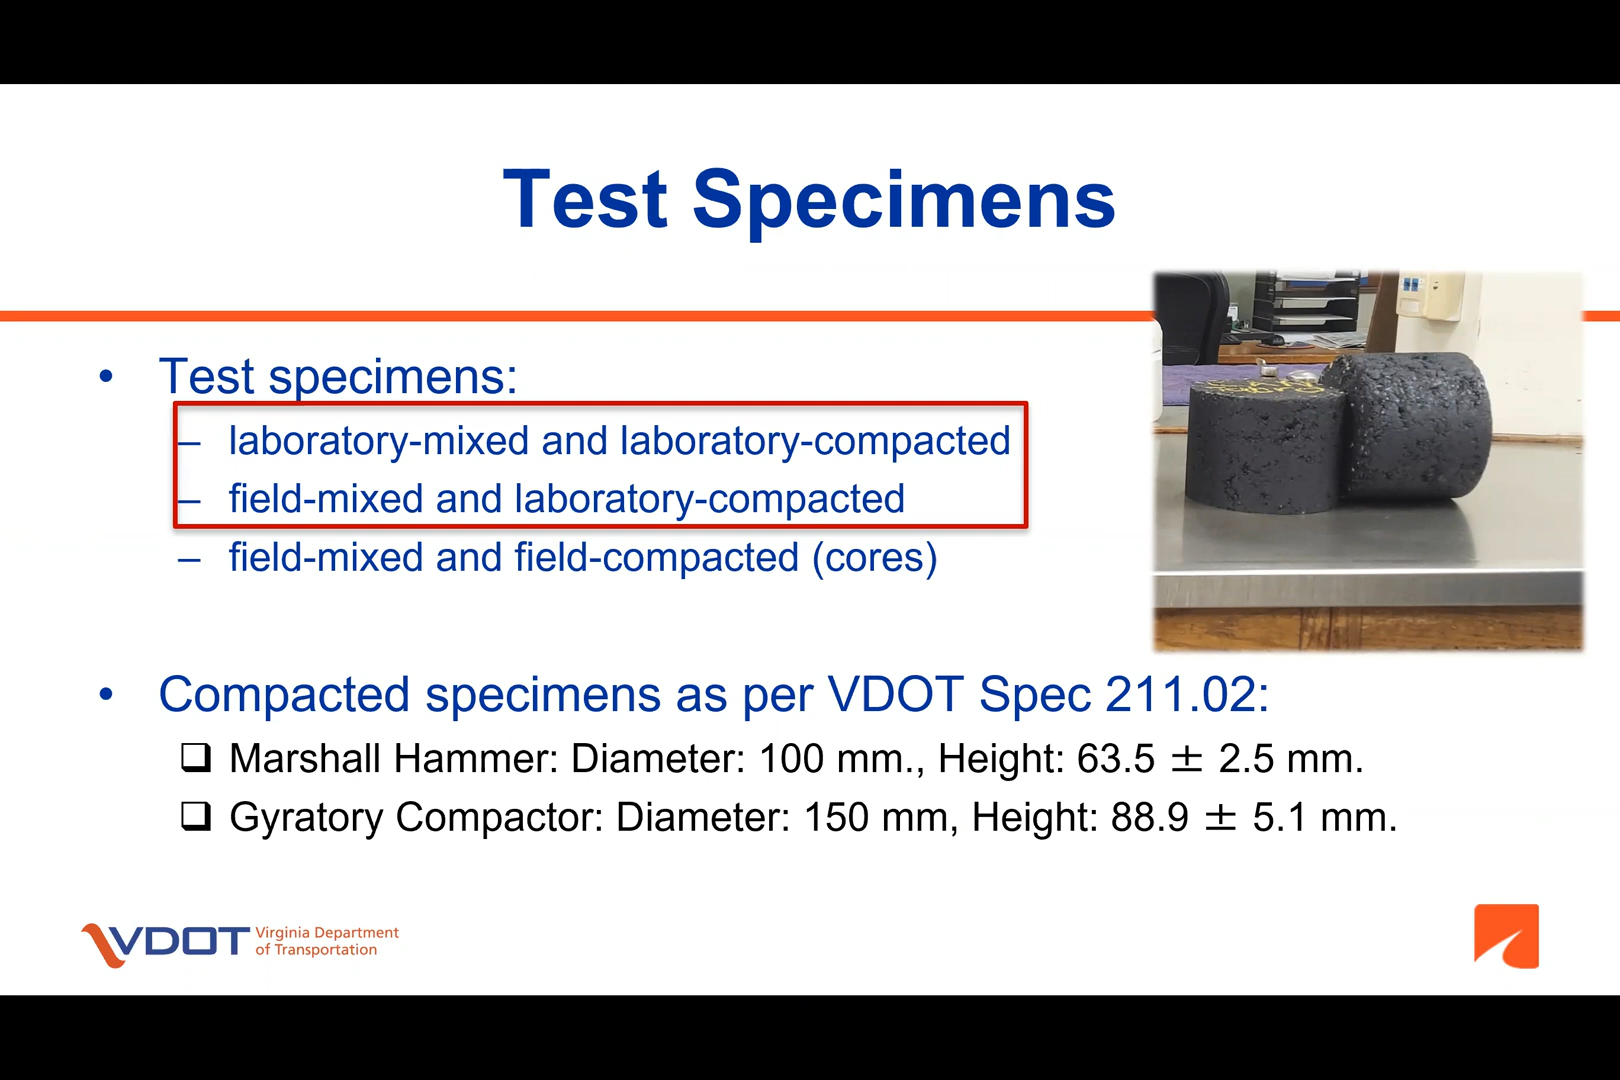 Test Specimens
• Test specimens:
– laboratory-mixed and laboratory-compacted
– field-mixed and laboratory-compacted
– field-mixed and field-compacted (cores)
• Compacted specimens as per VDOT Spec 211.02:
❑ Marshall Hammer: Diameter: 100 mm., Height: 63.5 ± 2.5 mm.
❑ Gyratory Compactor: Diameter: 150 mm, Height: 88.9 ± 5.1 mm.
VDOT Virginia Department
of Transportation